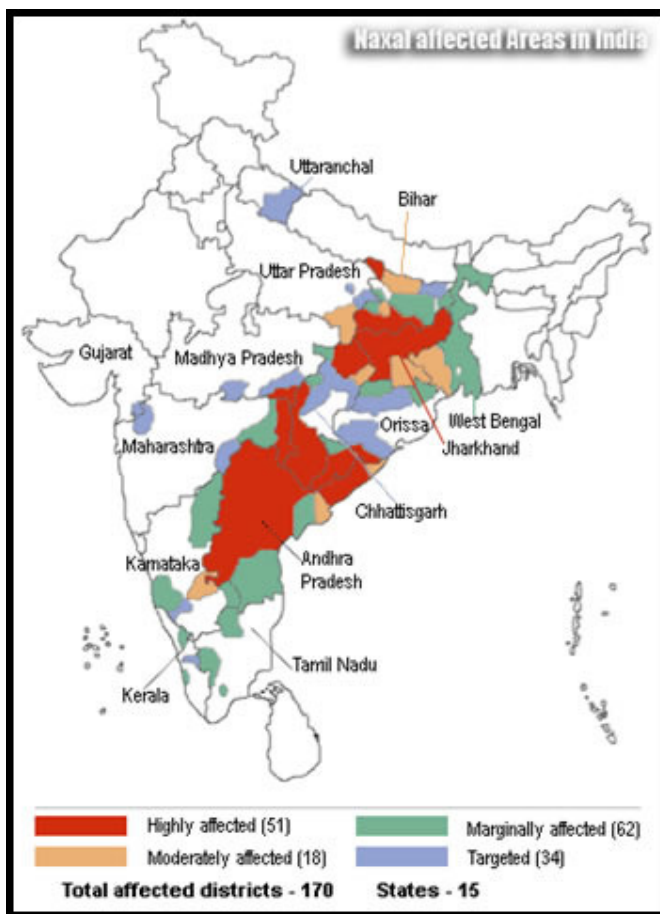 Naxal affected Areas in India
Uttaranchal
Bihar
Uttar Pradesh
Gujarat
Madhya Pradesh
West Bengal
Orissa
Maharashtra
Jharkhand
Chhattisgarh
Karnataka
Andhra
Pradesh
Tamil Nadu
Kerala
Highly affected (51)
Marginally affected (62)
Moderately affected (18)
Targeted (34)
Total affected districts - 170 States - 15